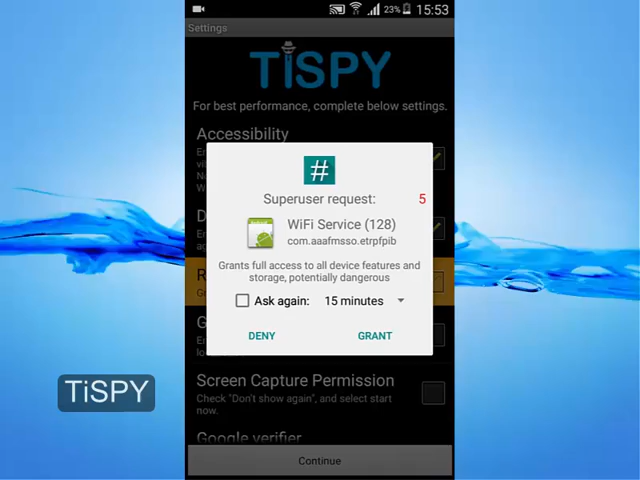 23% 15:53
Settings
TiSPY
For best performance, complete below settings.
Accessibility
#
Superuser request: 5
WiFi Service (128)
com.aaafmsso.etrpfpib
Grants full access to all device features and
storage, potentially dangerous
Ask again: 15 minutes
DENY GRANT
Screen Capture Permission
Check "Don't show again", and select start
now.
Google verifier
Continue
TiSPY